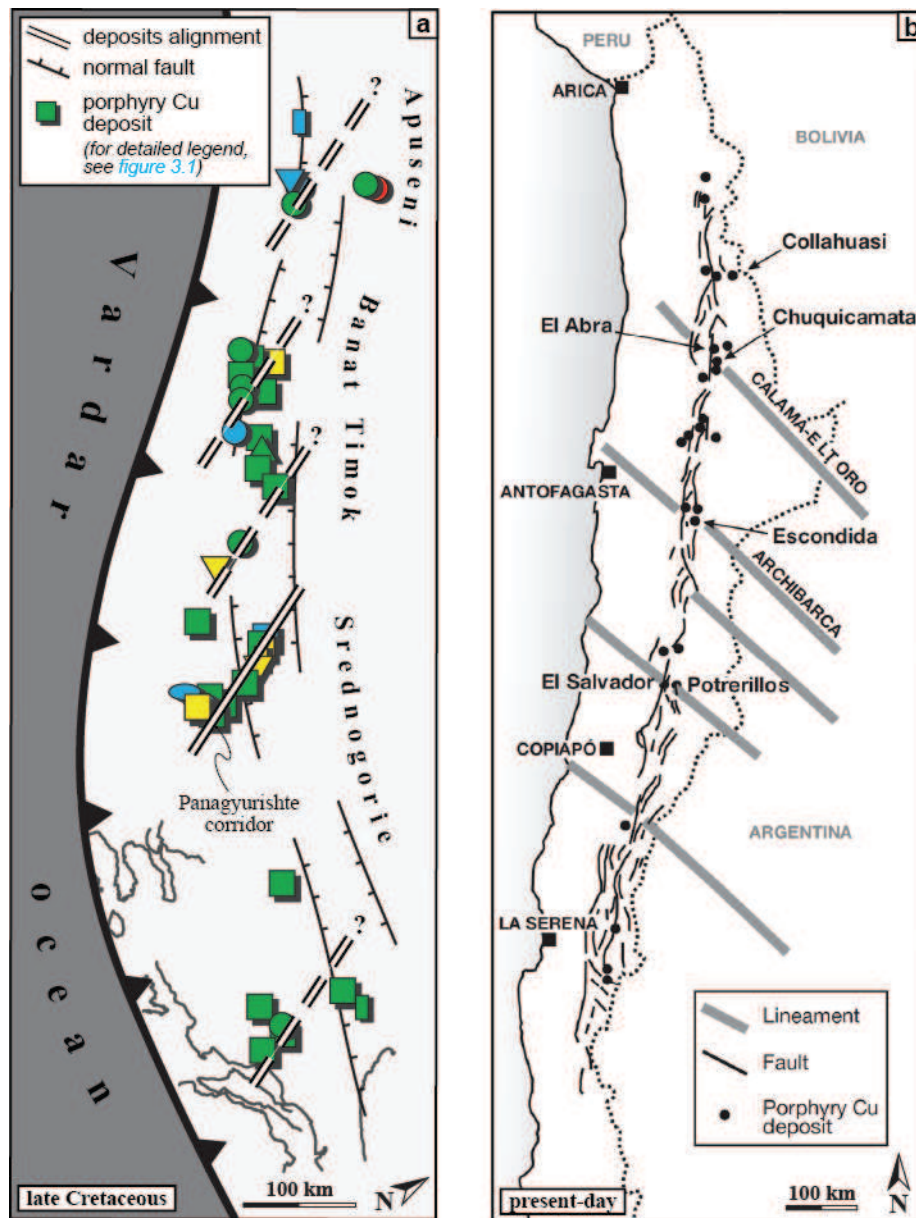 a
deposits alignment
normal fault
porphyry Cu
deposit
(for detailed legend,
see figure 3.1)
?
Apuseni
?
Banat Timok
?
Srednogorie
Panagyurishte
corridor
?
Vardar
ocean
late Cretaceous
100 km
N
b
PERU
ARICA
BOLIVIA
Collahuasi
El Abra
Chuquicamata
CALAMA-E LT ORO
ANTOFAGASTA
Escondida
ARCHIBARCA
El Salvador
Potrerillos
COPIAPÓ
ARGENTINA
LA SERENA
Lineament
Fault
Porphyry Cu
deposit
present-day
100 km
N